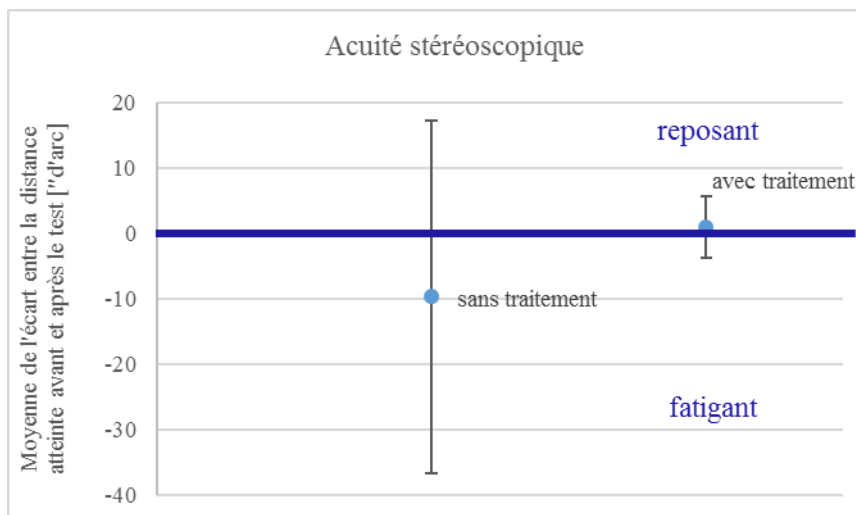 Acuité stéréoscopique
Moyenne de l'écart entre la distance
atteinte avant et après le test ["d'arc]
20
10
0
-10
-20
-30
-40
reposant
avec traitement
sans traitement
fatigant